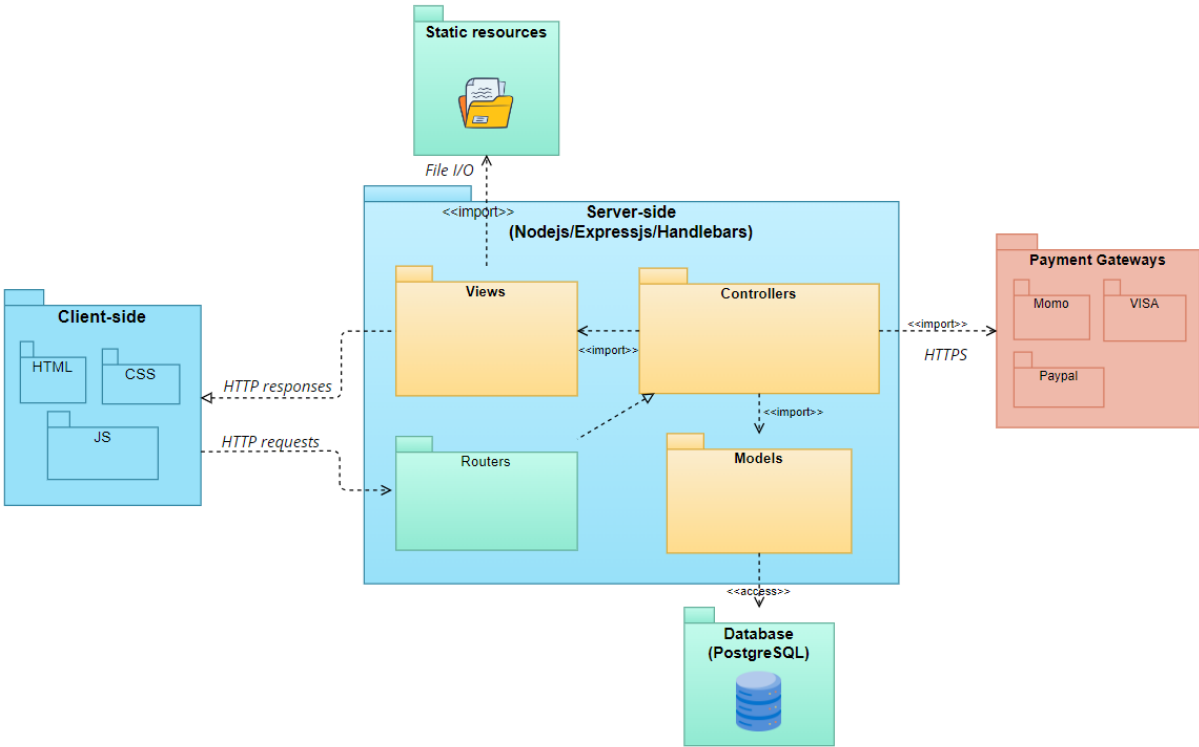 Static resources
File I/O
<<import>>
Server-side
(Nodejs/Expressjs/Handlebars)
Views
Controllers
<<import>>
<<import>>
HTTPS
Payment Gateways
Momo
VISA
Paypal
Client-side
HTML
CSS
JS
HTTP responses
HTTP requests
<<import>>
Routers
Models
<<access>>
Database
(PostgreSQL)